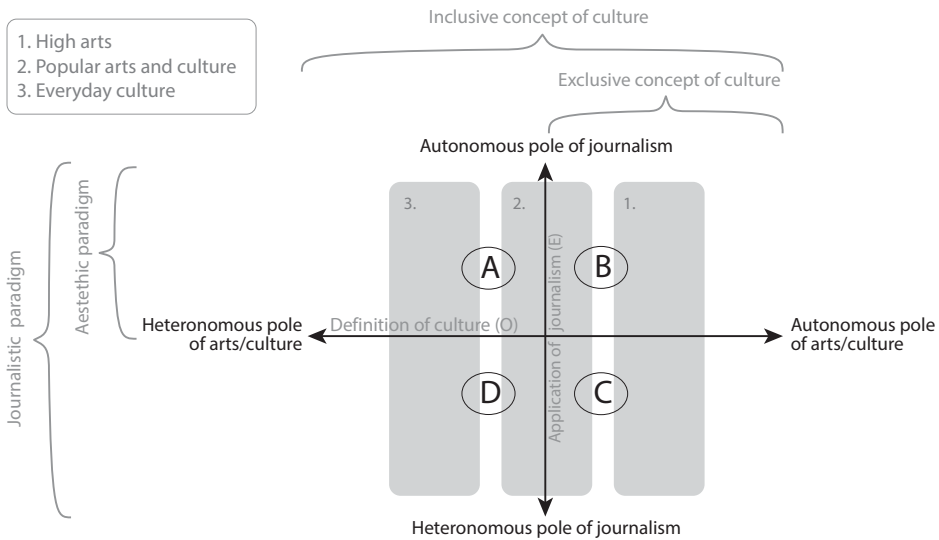 Inclusive concept of culture
1. High arts
2. Popular arts and culture
3. Everyday culture
Exclusive concept of culture
Autonomous pole of journalism
Journalistic paradigm
Aestethic paradigm
3.
2.
1.
A
B
Application of journalism (E)
Heteronomous pole
of arts/culture
Definition of culture (O)
Autonomous pole
of arts/culture
D
C
Heteronomous pole of journalism